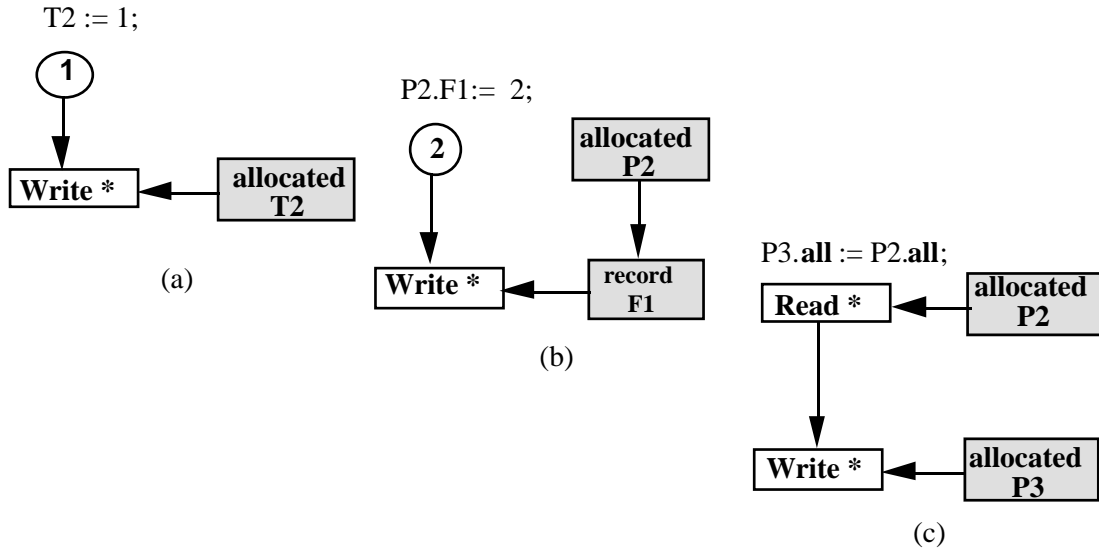 T2 := 1;
1
Write *
allocated
T2
(a)
P2.F1:= 2;
2
allocated
P2
Write *
record
F1
(b)
P3.all := P2.all;
Read *
allocated
P2
Write *
allocated
P3
(c)